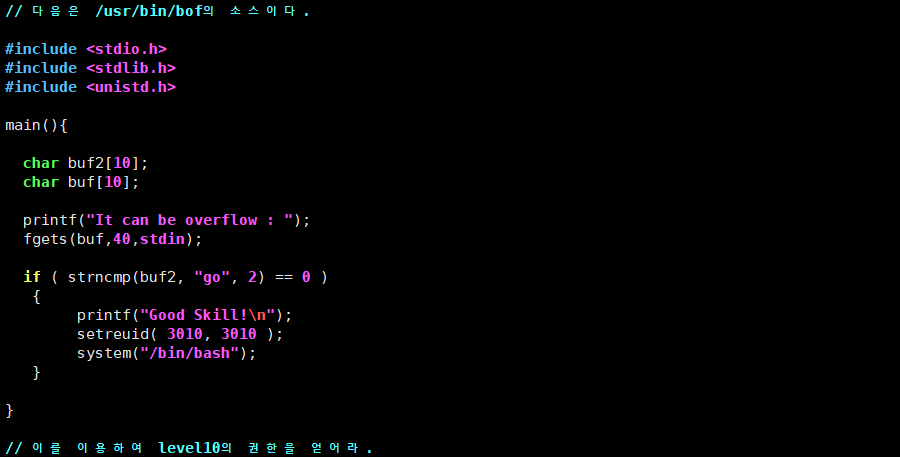 // 다음은 /usr/bin/bof의 소스이다.
#include <stdio.h>
#include <stdlib.h>
#include <unistd.h>
main(){
char buf2[10];
char buf[10];
printf("It can be overflow : ");
fgets(buf,40,stdin);
if ( strncmp(buf2, "go", 2) == 0 )
{
printf("Good Skill!\n");
setreuid( 3010, 3010 );
system("/bin/bash");
}
}
// 이를 이용하여 level10의 권한을 얻어라.